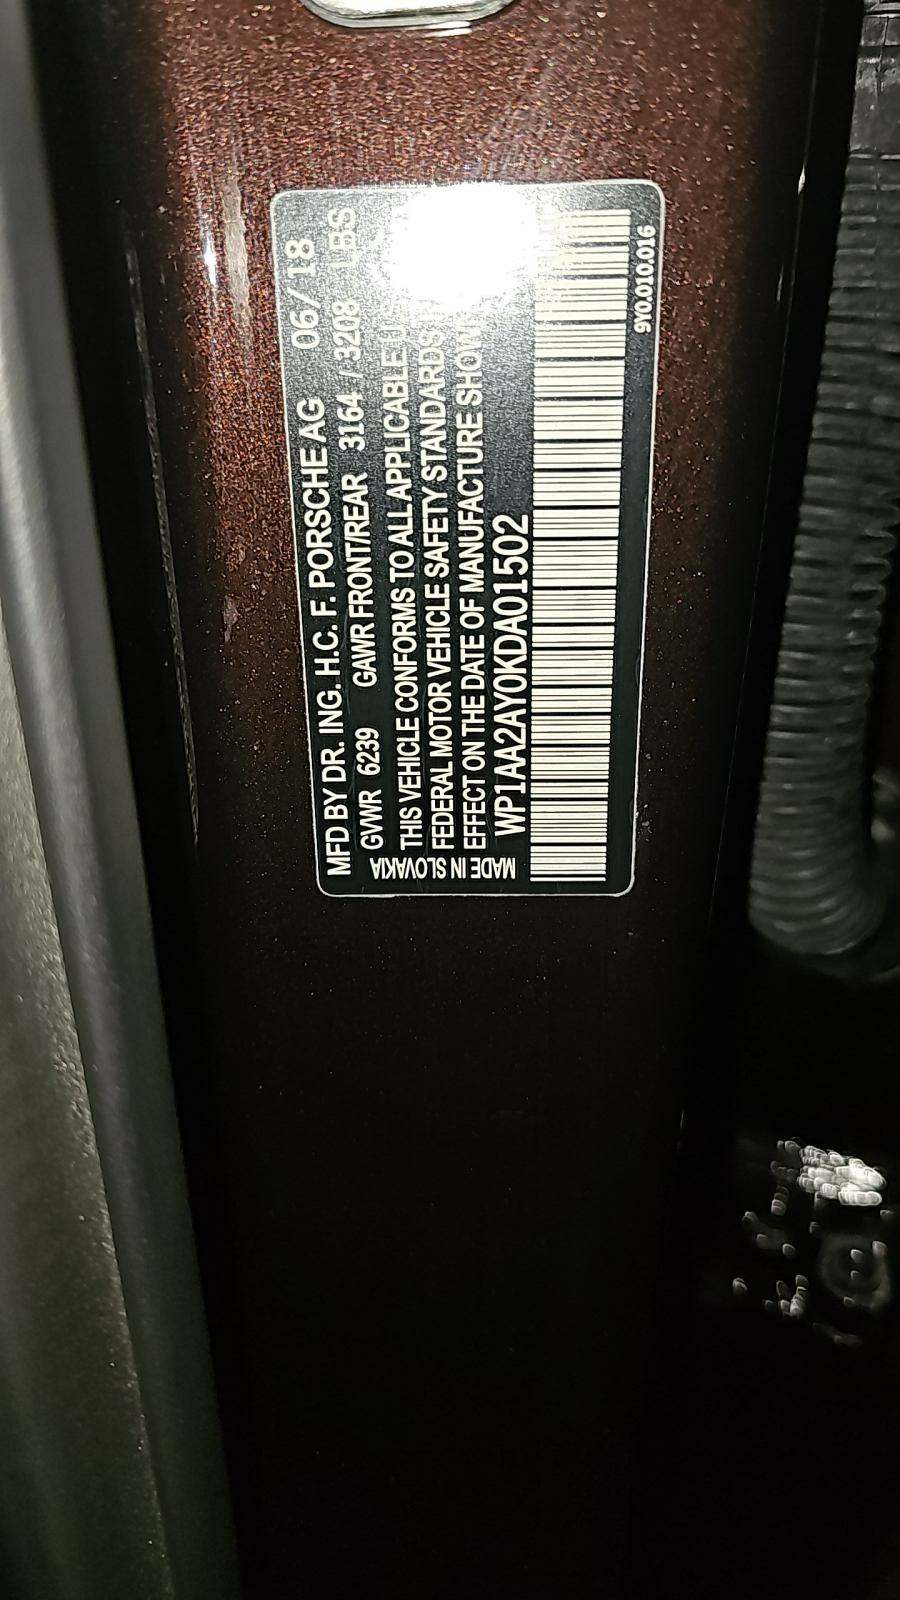 MFD BY DR. ING. H.C. F. PORSCHE AG 06/18
GVWR 6239 GAWR FRONT/REAR 3164 / 3208 LBS
THIS VEHICLE CONFORMS TO ALL APPLICABLE
FEDERAL MOTOR VEHICLE SAFETY STANDARDS
EFFECT ON THE DATE OF MANUFACTURE SHOWN
WP1AA2AY0KDA01502
MADE IN SLOVAKIA
9Y0.010.016